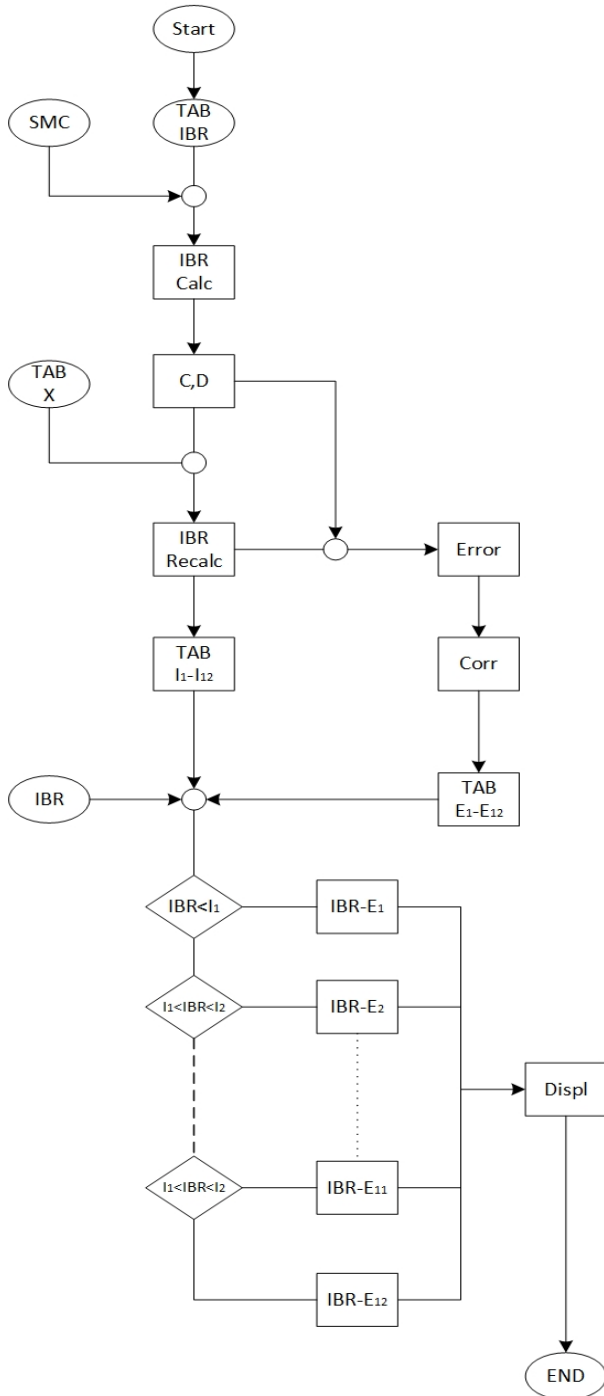 Start
TAB
IBR
SMC
IBR
Calc
TAB
X
C,D
IBR
Recalc
Error
TAB
I₁-I₁₂
Corr
IBR
TAB
E₁-E₁₂
IBR<I₁
IBR-E₁
I₁<IBR<I₂
IBR-E₂
Displ
I₁<IBR<I₂
IBR-E₁₁
IBR-E₁₂
END